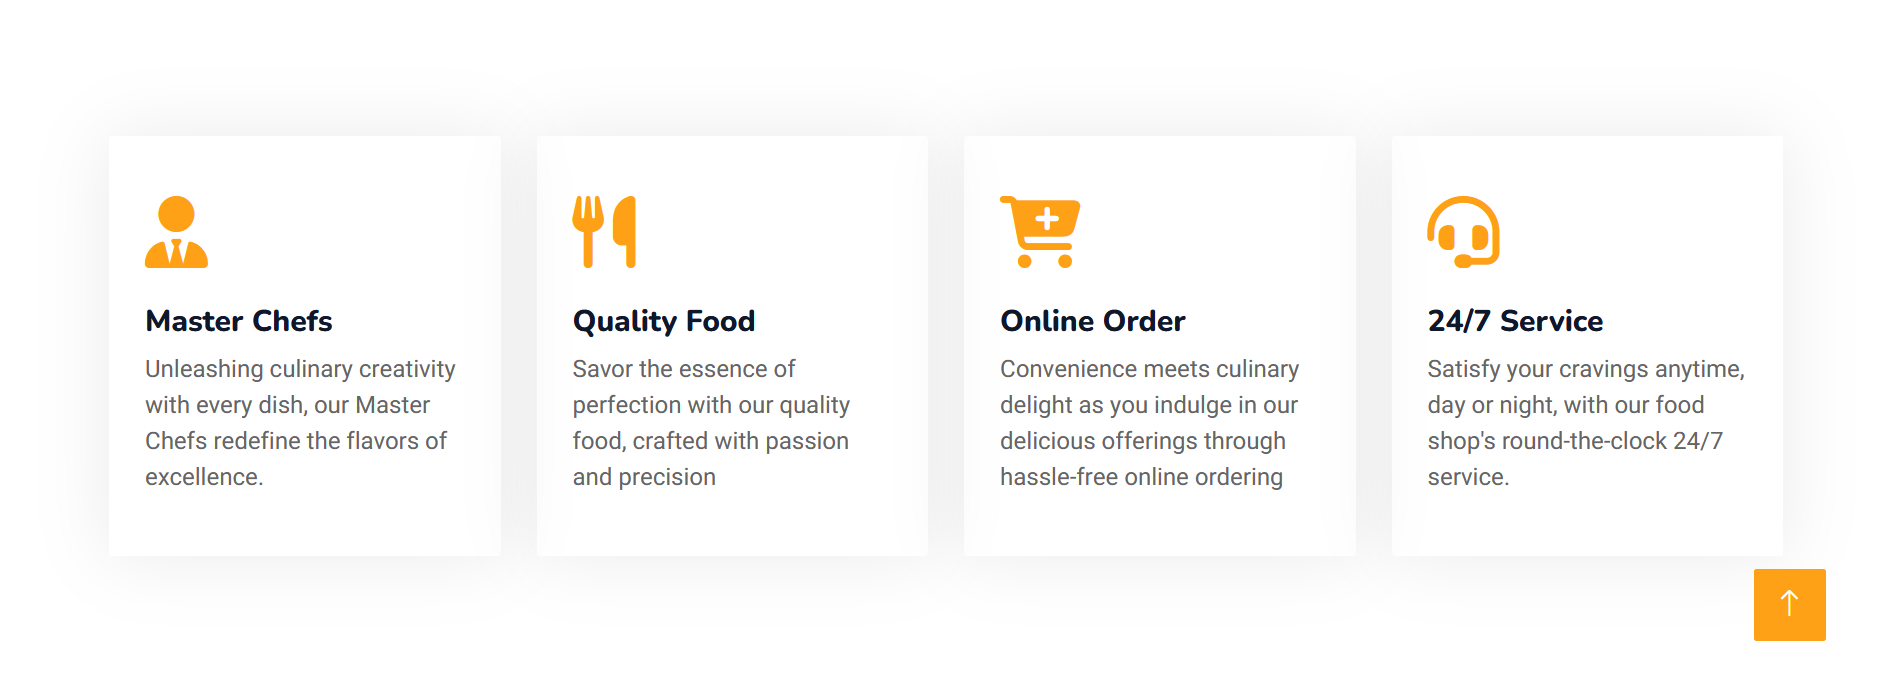 Master Chefs
Unleashing culinary creativity
with every dish, our Master
Chefs redefine the flavors of
excellence.
Quality Food
Savor the essence of
perfection with our quality
food, crafted with passion
and precision
Online Order
Convenience meets culinary
delight as you indulge in our
delicious offerings through
hassle-free online ordering
24/7 Service
Satisfy your cravings anytime,
day or night, with our food
shop's round-the-clock 24/7
service.